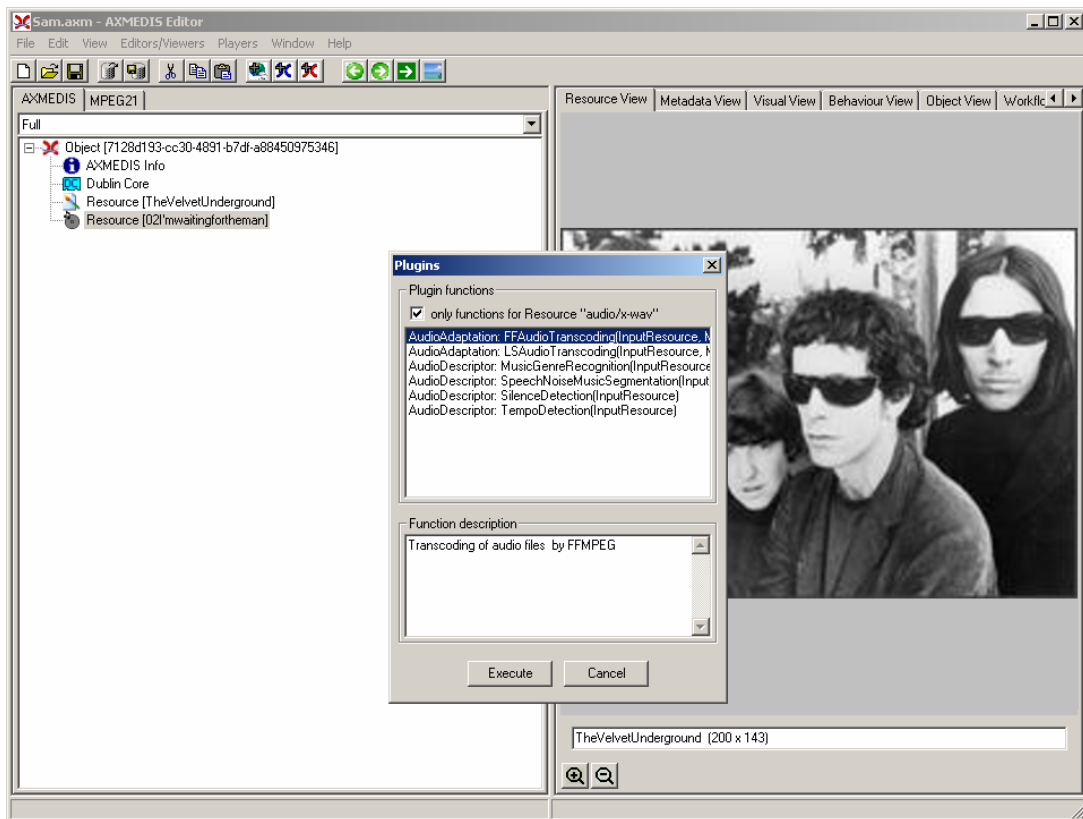 Sam.axm - AXMEDIS Editor
File Edit View Editors/Viewers Players Window Help
AXMEDIS MPEG21
Resource View Metadata View Visual View Behaviour View Object View Workflc
Full
Object [7128d193-cc30-4891-b7df-a88450975346]
AXMEDIS Info
DC Dublin Core
Resource [TheVelvetUnderground]
Resource [02I'mwaitingfortheman]
Plugins
Plugin functions
only functions for Resource "audio/x-wav"
AudioAdaptation: FFAudioTranscoding(InputResource, M
AudioAdaptation: LSAudioTranscoding(InputResource, M
AudioDescriptor: MusicGenreRecognition(InputResource
AudioDescriptor: SpeechNoiseMusicSegmentation(Input
AudioDescriptor: SilenceDetection(InputResource)
AudioDescriptor: TempoDetection(InputResource)
Function description
Transcoding of audio files by FFMPEG
Execute Cancel
TheVelvetUnderground (200 x 143)